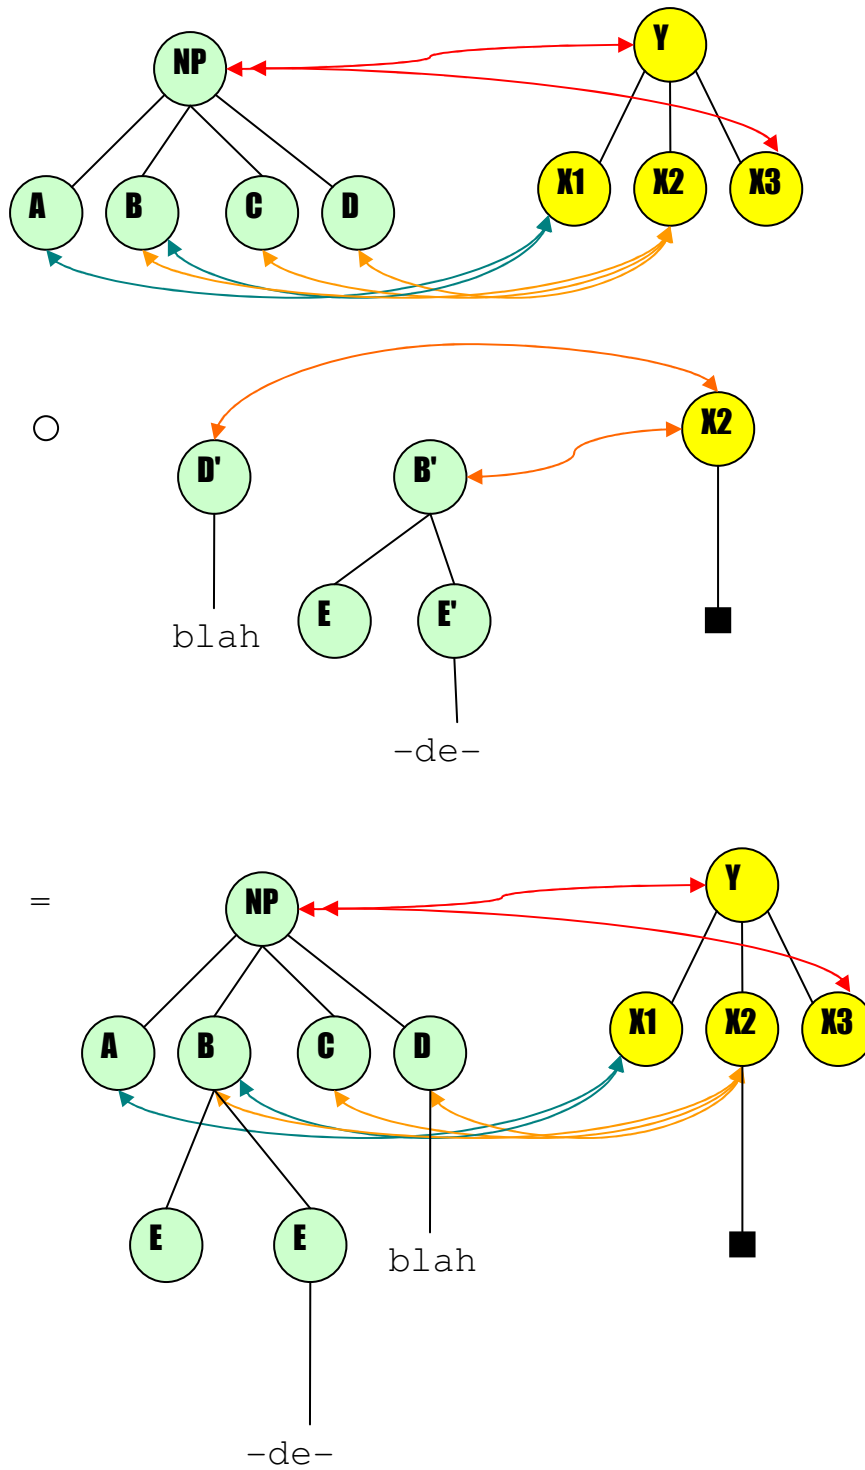 NP Y
A B C D X1 X2 X3
X2
D' B'
E E'
blah
-de-
=
NP Y
A B C D X1 X2 X3
E E
blah
-de-